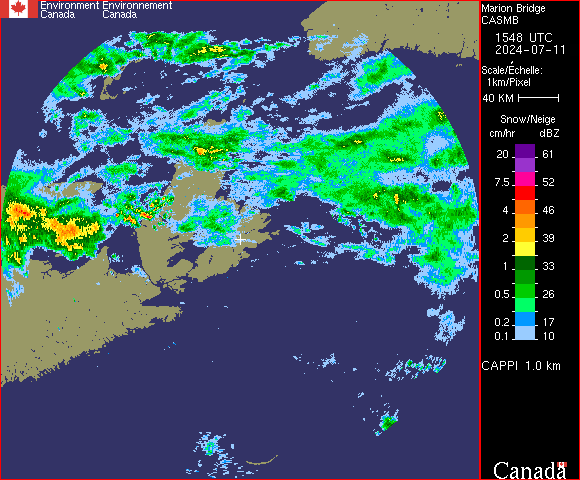 Environment Environnement
Canada Canada
Marion Bridge
CASMB
1548 UTC
2024-07-11
Scale/Échelle:
1km/Pixel
40 KM
Snow/Neige
cm/hr dBZ
20 61
7.5 52
4 46
2 39
1 33
0.5 26
0.2 17
0.1 10
CAPPI 1.0 km
Canada